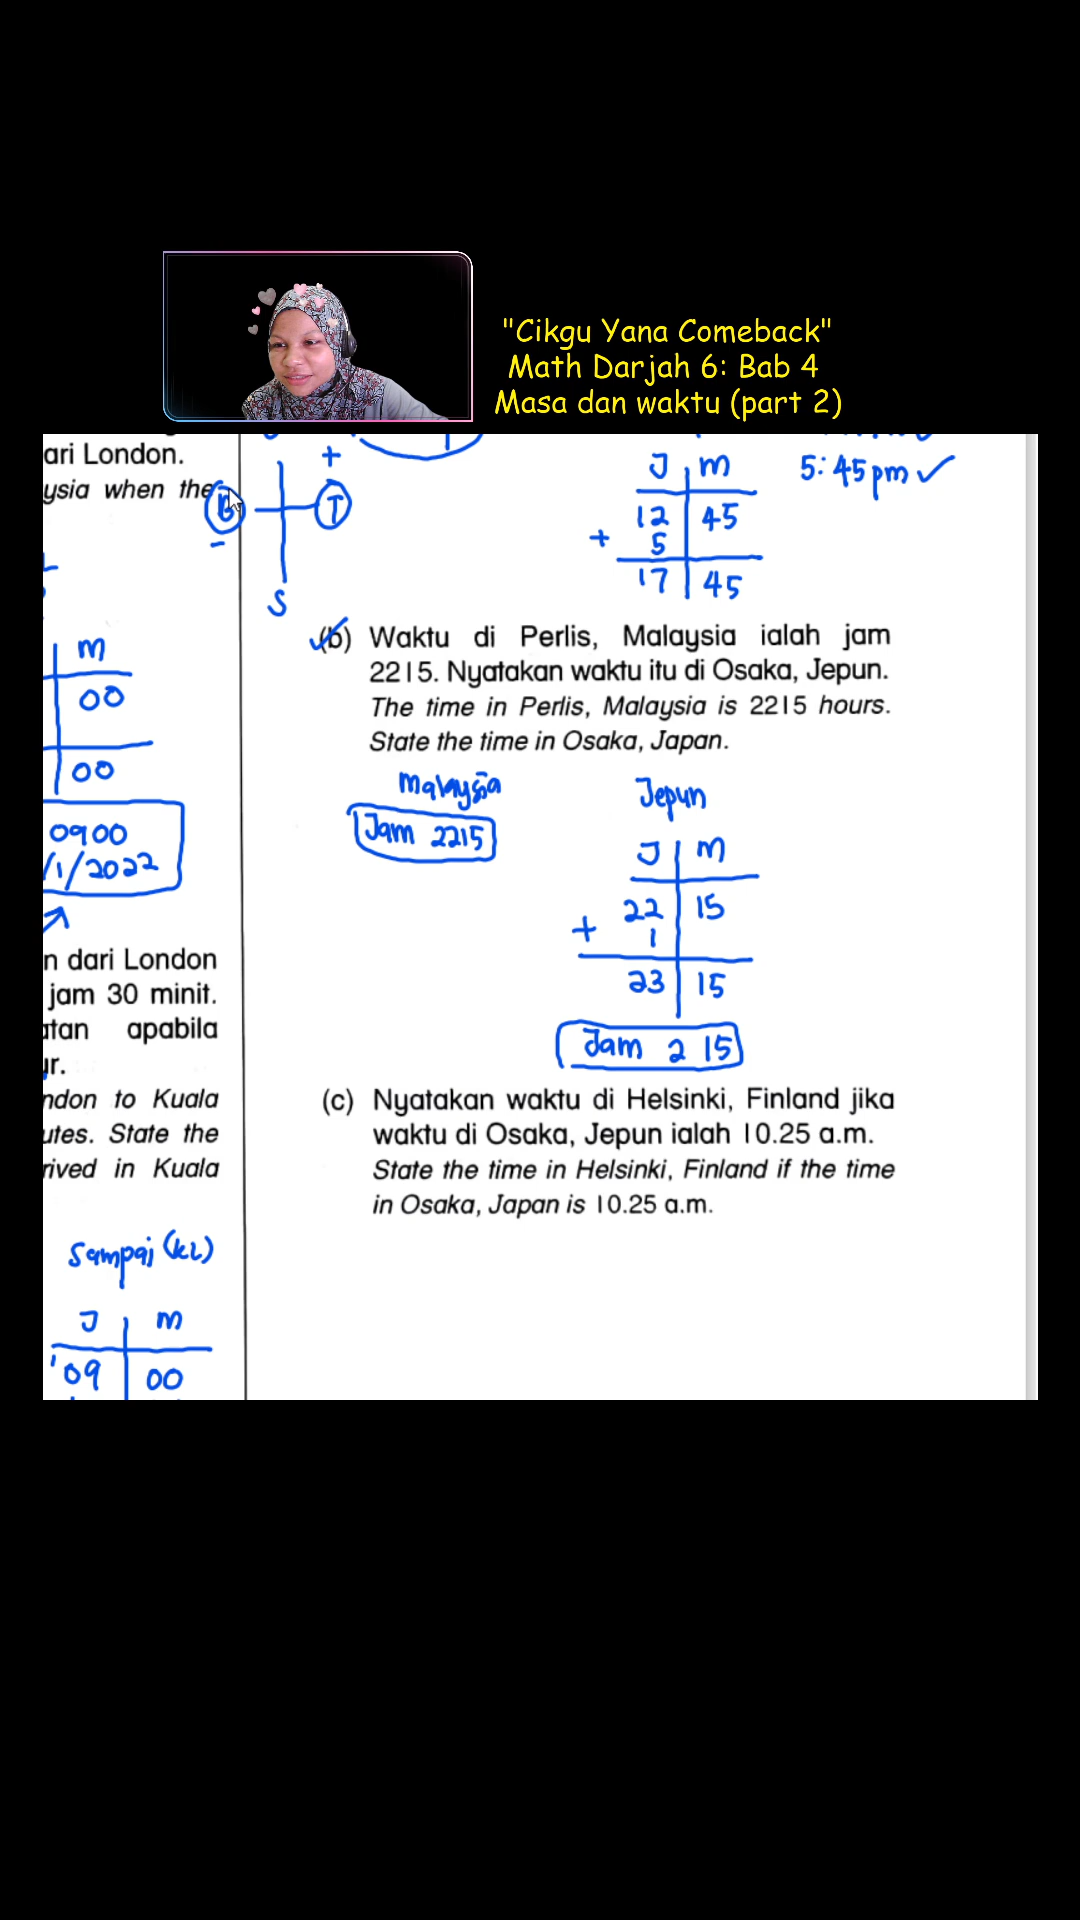 "Cikgu Yana Comeback"
Math Darjah 6: Bab 4
Masa dan waktu (part 2)
ari London.
ysia when the
M
00
00
0900
/1/2022
n dari London
jam 30 minit.
atan apabila
ur.
ndon to Kuala
utes. State the
rived in Kuala
Sampai (KL)
J M
09 00
+
B T
-
S
J M
12 45
+ 5
17 45
5:45pm ✓
(b) Waktu di Perlis, Malaysia ialah jam
2215. Nyatakan waktu itu di Osaka, Jepun.
The time in Perlis, Malaysia is 2215 hours.
State the time in Osaka, Japan.
Malaysia
Jam 2215
Jepun
J M
22 15
+ 1
23 15
Jam 2 15
(c) Nyatakan waktu di Helsinki, Finland jika
waktu di Osaka, Jepun ialah 10.25 a.m.
State the time in Helsinki, Finland if the time
in Osaka, Japan is 10.25 a.m.